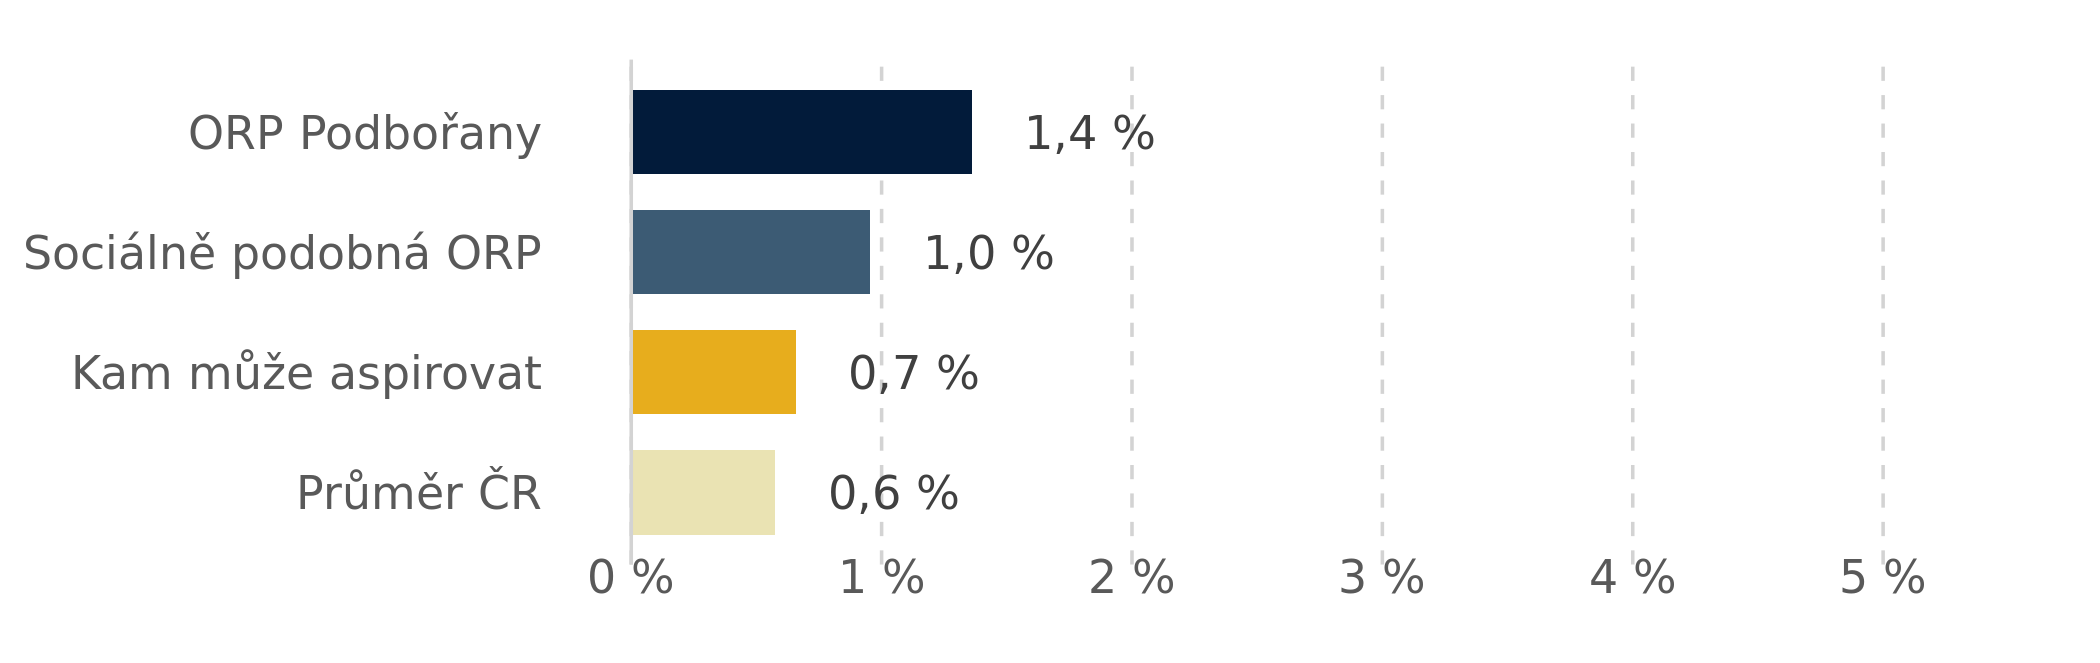 ORP Podbořany 1,4 %
Sociálně podobná ORP 1,0 %
Kam může aspirovat 0,7 %
Průměr ČR 0,6 %
0 % 1 % 2 % 3 % 4 % 5 %